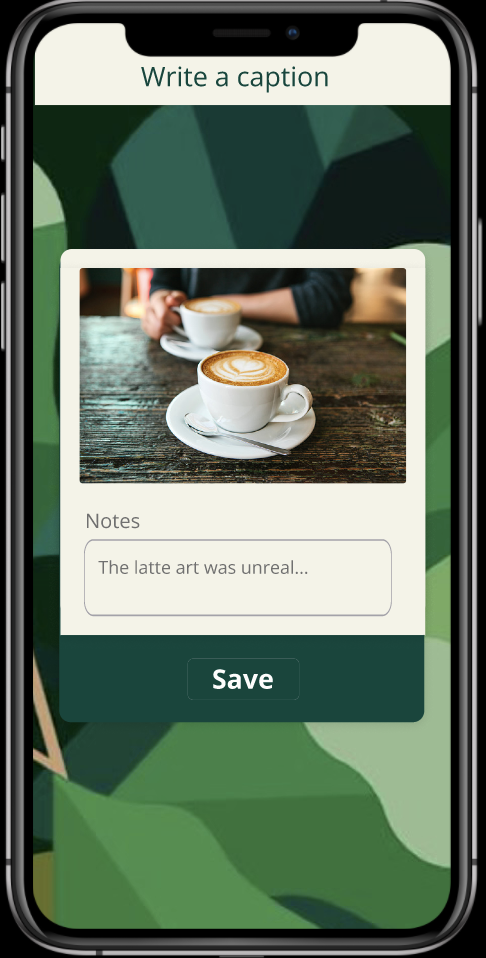 Write a caption
Notes
The latte art was unreal...
Save